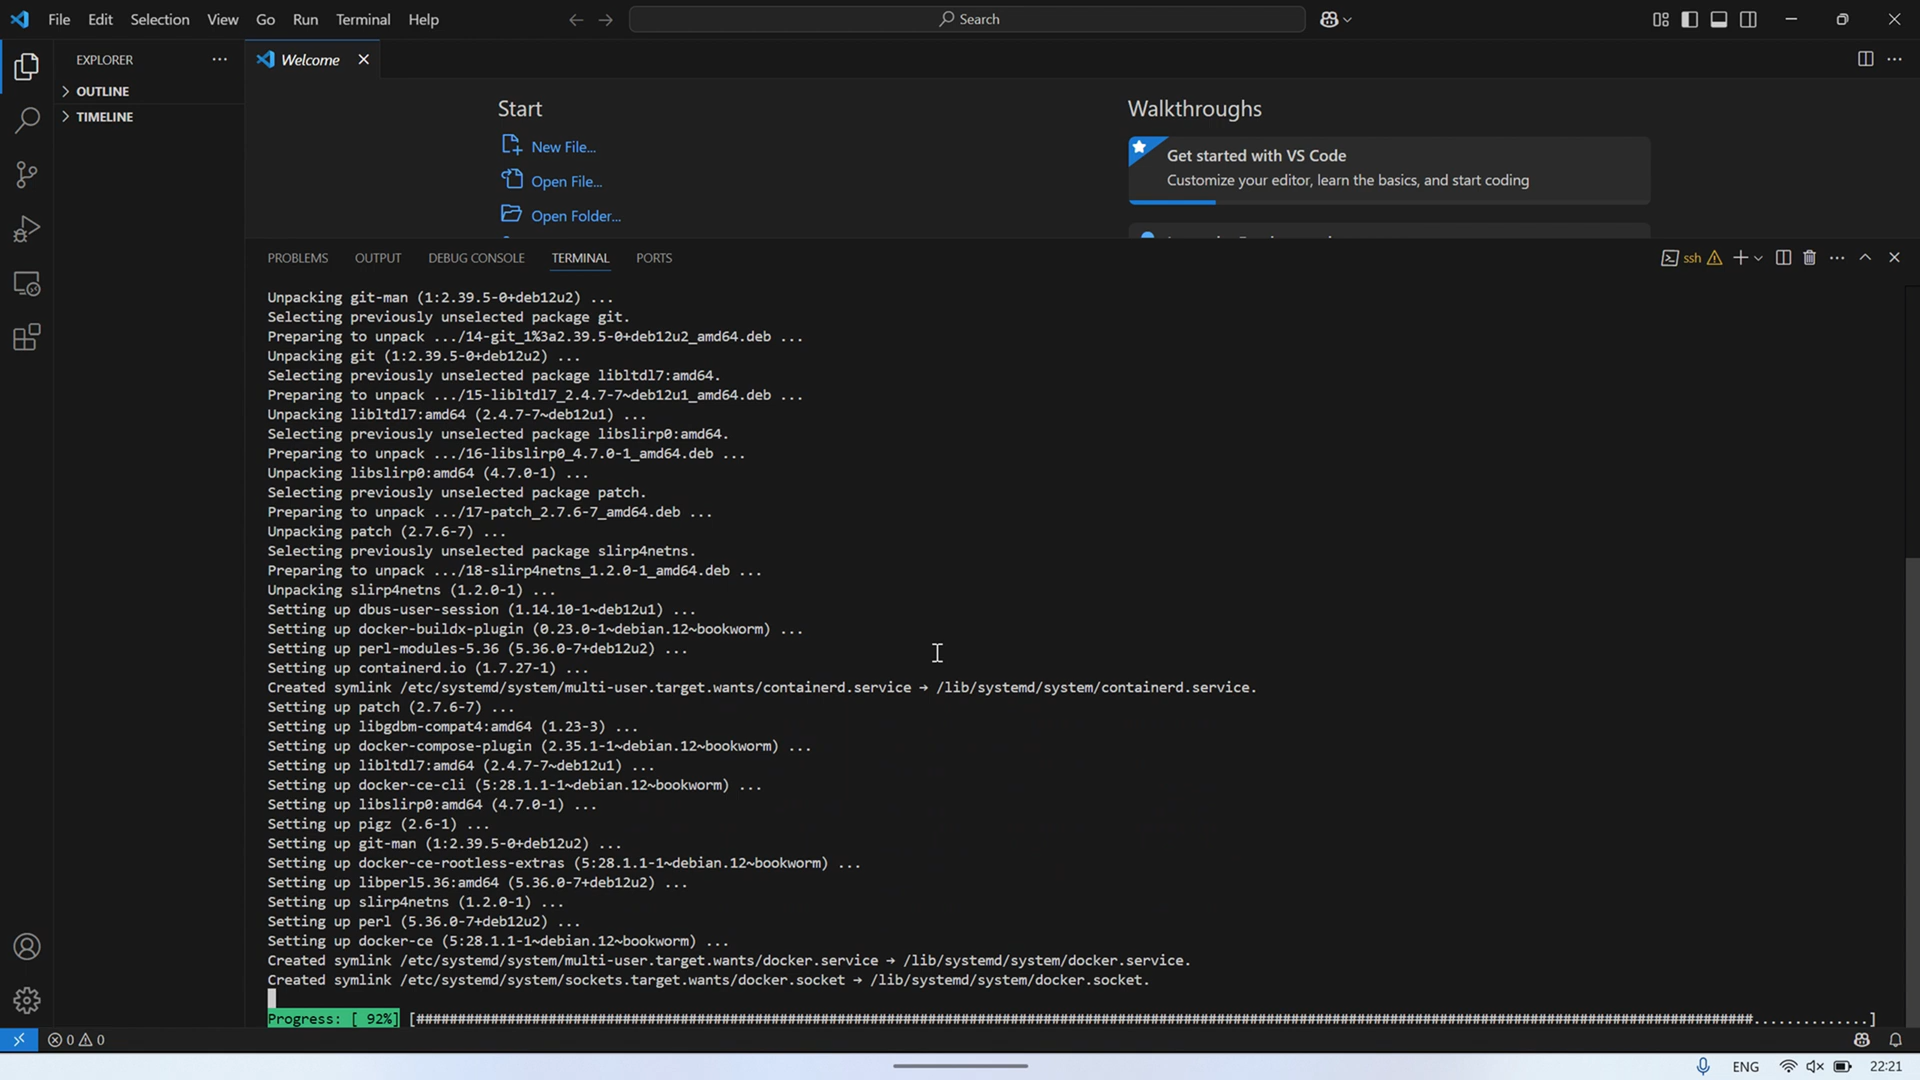 File Edit Selection View Go Run Terminal Help
Search
EXPLORER
Welcome
OUTLINE
TIMELINE
Start
New File...
Open File...
Open Folder...
Walkthroughs
Get started with VS Code
Customize your editor, learn the basics, and start coding
PROBLEMS OUTPUT DEBUG CONSOLE TERMINAL PORTS
ssh
Unpacking git-man (1:2.39.5-0+deb12u2) ...
Selecting previously unselected package git.
Preparing to unpack .../14-git_1%3a2.39.5-0+deb12u2_amd64.deb ...
Unpacking git (1:2.39.5-0+deb12u2) ...
Selecting previously unselected package libltdl7:amd64.
Preparing to unpack .../15-libltdl7_2.4.7-7~deb12u1_amd64.deb ...
Unpacking libltdl7:amd64 (2.4.7-7~deb12u1) ...
Selecting previously unselected package libslirp0:amd64.
Preparing to unpack .../16-libslirp0_4.7.0-1_amd64.deb ...
Unpacking libslirp0:amd64 (4.7.0-1) ...
Selecting previously unselected package patch.
Preparing to unpack .../17-patch_2.7.6-7_amd64.deb ...
Unpacking patch (2.7.6-7) ...
Selecting previously unselected package slirp4netns.
Preparing to unpack .../18-slirp4netns_1.2.0-1_amd64.deb ...
Unpacking slirp4netns (1.2.0-1) ...
Setting up dbus-user-session (1.14.10-1~deb12u1) ...
Setting up docker-buildx-plugin (0.23.0-1~debian.12~bookworm) ...
Setting up perl-modules-5.36 (5.36.0-7+deb12u2) ...
Setting up containerd.io (1.7.27-1) ...
Created symlink /etc/systemd/system/multi-user.target.wants/containerd.service → /lib/systemd/system/containerd.service.
Setting up patch (2.7.6-7) ...
Setting up libgdbm-compat4:amd64 (1.23-3) ...
Setting up docker-compose-plugin (2.35.1-1~debian.12~bookworm) ...
Setting up libltdl7:amd64 (2.4.7-7~deb12u1) ...
Setting up docker-ce-cli (5:28.1.1-1~debian.12~bookworm) ...
Setting up libslirp0:amd64 (4.7.0-1) ...
Setting up pigz (2.6-1) ...
Setting up git-man (1:2.39.5-0+deb12u2) ...
Setting up docker-ce-rootless-extras (5:28.1.1-1~debian.12~bookworm) ...
Setting up libperl5.36:amd64 (5.36.0-7+deb12u2) ...
Setting up slirp4netns (1.2.0-1) ...
Setting up perl (5.36.0-7+deb12u2) ...
Setting up docker-ce (5:28.1.1-1~debian.12~bookworm) ...
Created symlink /etc/systemd/system/multi-user.target.wants/docker.service → /lib/systemd/system/docker.service.
Created symlink /etc/systemd/system/sockets.target.wants/docker.socket → /lib/systemd/system/docker.socket.
Progress: [ 92%]
0 0
ENG 22:21